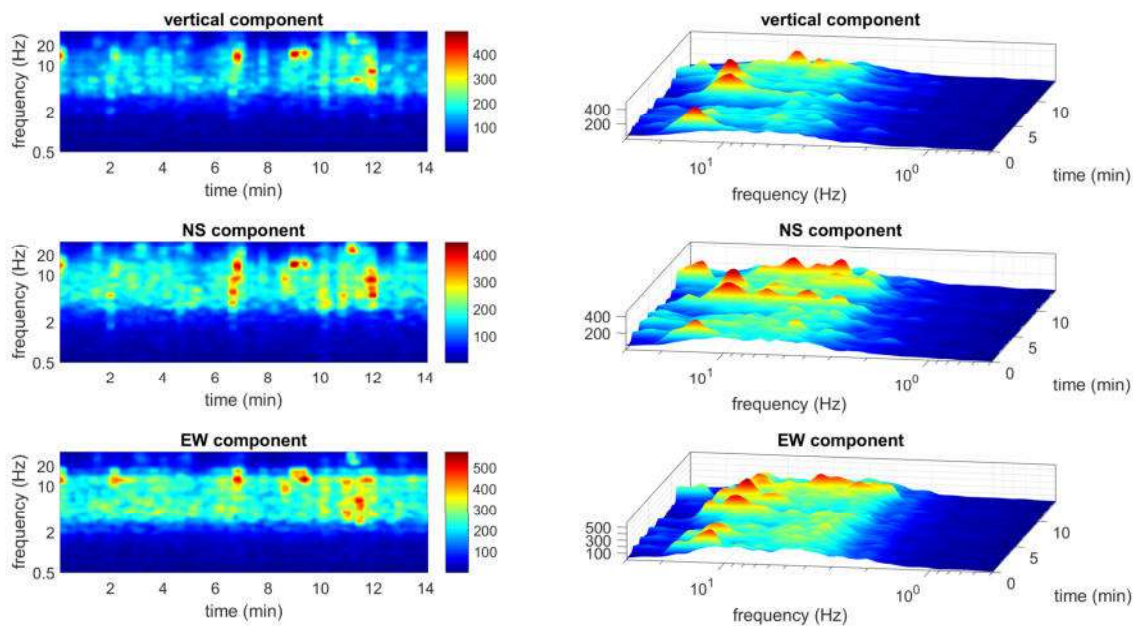 vertical component
frequency (Hz)
20
10
2
0.5
2 4 6 8 10 12 14
time (min)
400
300
200
100
vertical component
400
200
10¹ 10⁰
frequency (Hz)
0
5
10
time (min)
NS component
frequency (Hz)
20
10
2
0.5
2 4 6 8 10 12 14
time (min)
400
300
200
100
NS component
400
200
10¹ 10⁰
frequency (Hz)
0
5
10
time (min)
EW component
frequency (Hz)
20
10
2
0.5
2 4 6 8 10 12 14
time (min)
500
400
300
200
100
EW component
500
300
100
10¹ 10⁰
frequency (Hz)
0
5
10
time (min)